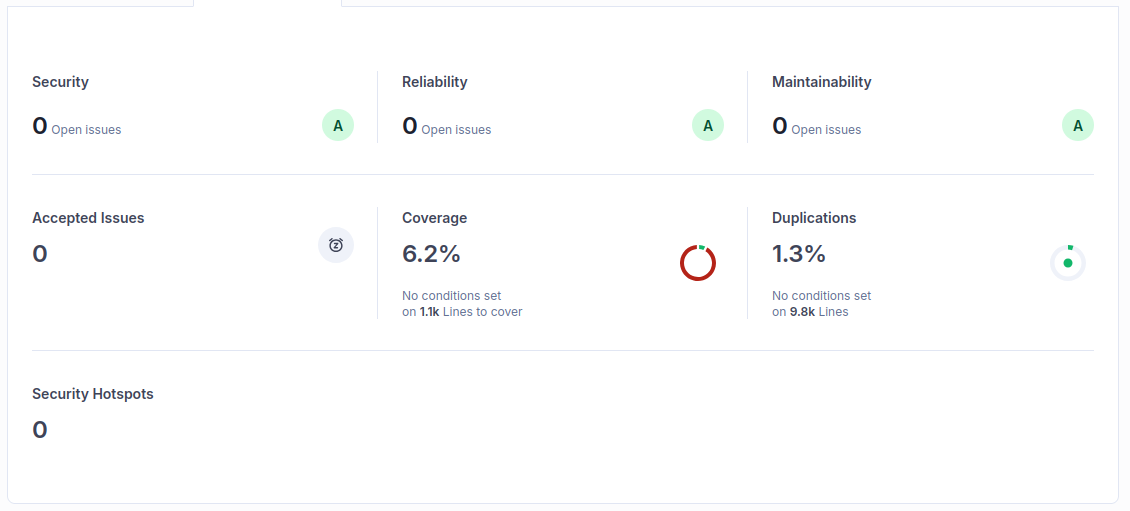 Security
0 Open issues
A
Reliability
0 Open issues
A
Maintainability
0 Open issues
A
Accepted Issues
0
Coverage
6.2%
No conditions set
on 1.1k Lines to cover
Duplications
1.3%
No conditions set
on 9.8k Lines
Security Hotspots
0